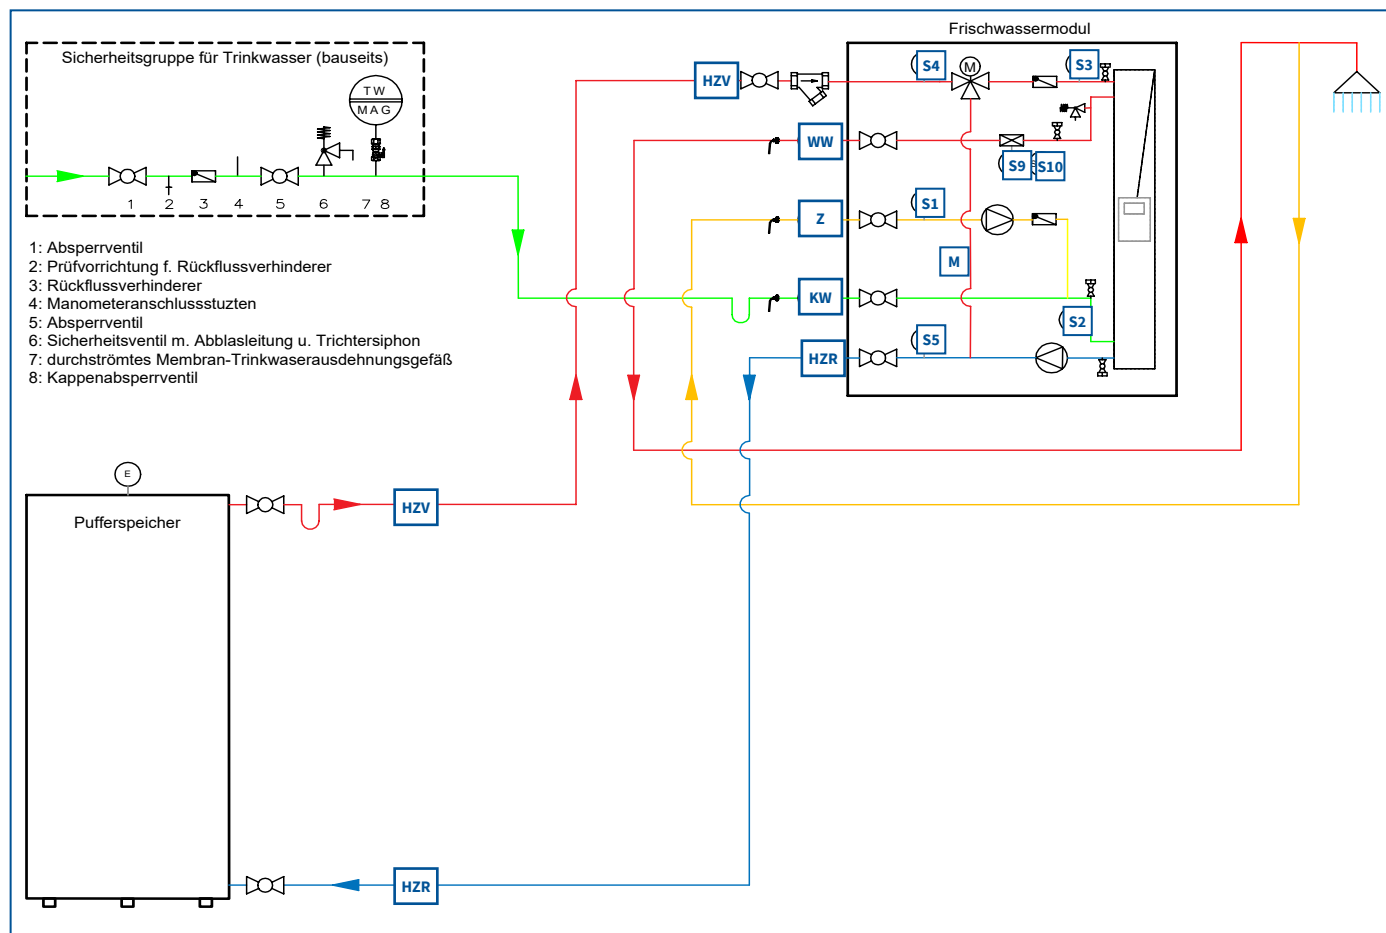 Frischwassermodul
Sicherheitsgruppe für Trinkwasser (bauseits)
TW
MAG
1 2 3 4 5 6 7 8
1: Absperrventil
2: Prüfvorrichtung f. Rückflussverhinderer
3: Rückflussverhinderer
4: Manometeranschlussstuzten
5: Absperrventil
6: Sicherheitsventil m. Abblasleitung u. Trichtersiphon
7: durchströmtes Membran-Trinkwaserausdehnungsgefäß
8: Kappenabsperrventil
HZV
S4
M
S3
WW
S9
S10
Z
S1
M
KW
S2
HZR
S5
E
Pufferspeicher
HZV
HZR